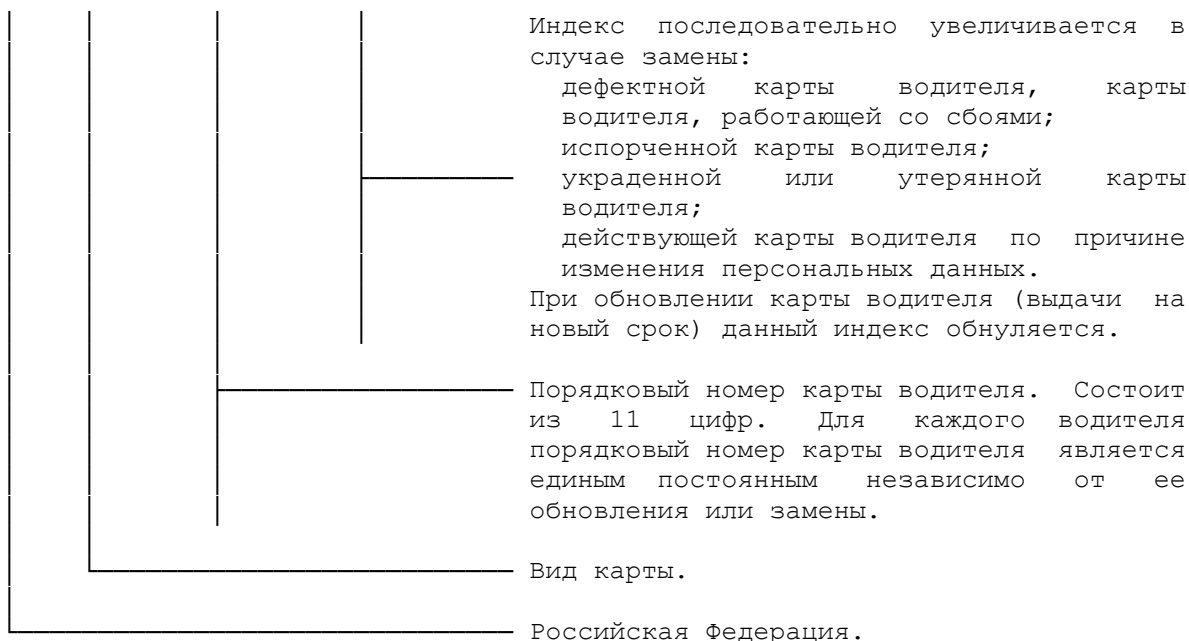 Индекс последовательно увеличивается в
случае замены:
дефектной карты водителя, карты
водителя, работающей со сбоями;
испорченной карты водителя;
украденной или утерянной карты
водителя;
действующей карты водителя по причине
изменения персональных данных.
При обновлении карты водителя (выдачи на
новый срок) данный индекс обнуляется.
Порядковый номер карты водителя. Состоит
из 11 цифр. Для каждого водителя
порядковый номер карты водителя является
единым постоянным независимо от ее
обновления или замены.
Вид карты.
Российская Федерация.